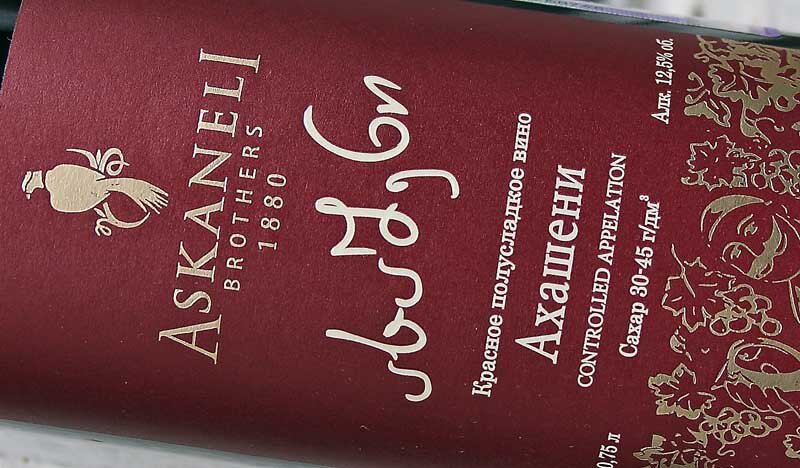 ASKANELI
BROTHERS
1880
ახაშენი
Красное полусладкое вино
Ахашени
CONTROLLED APPELATION
Сахар 30-45 г/дм³
0,75 л
Алк. 12,5% об.